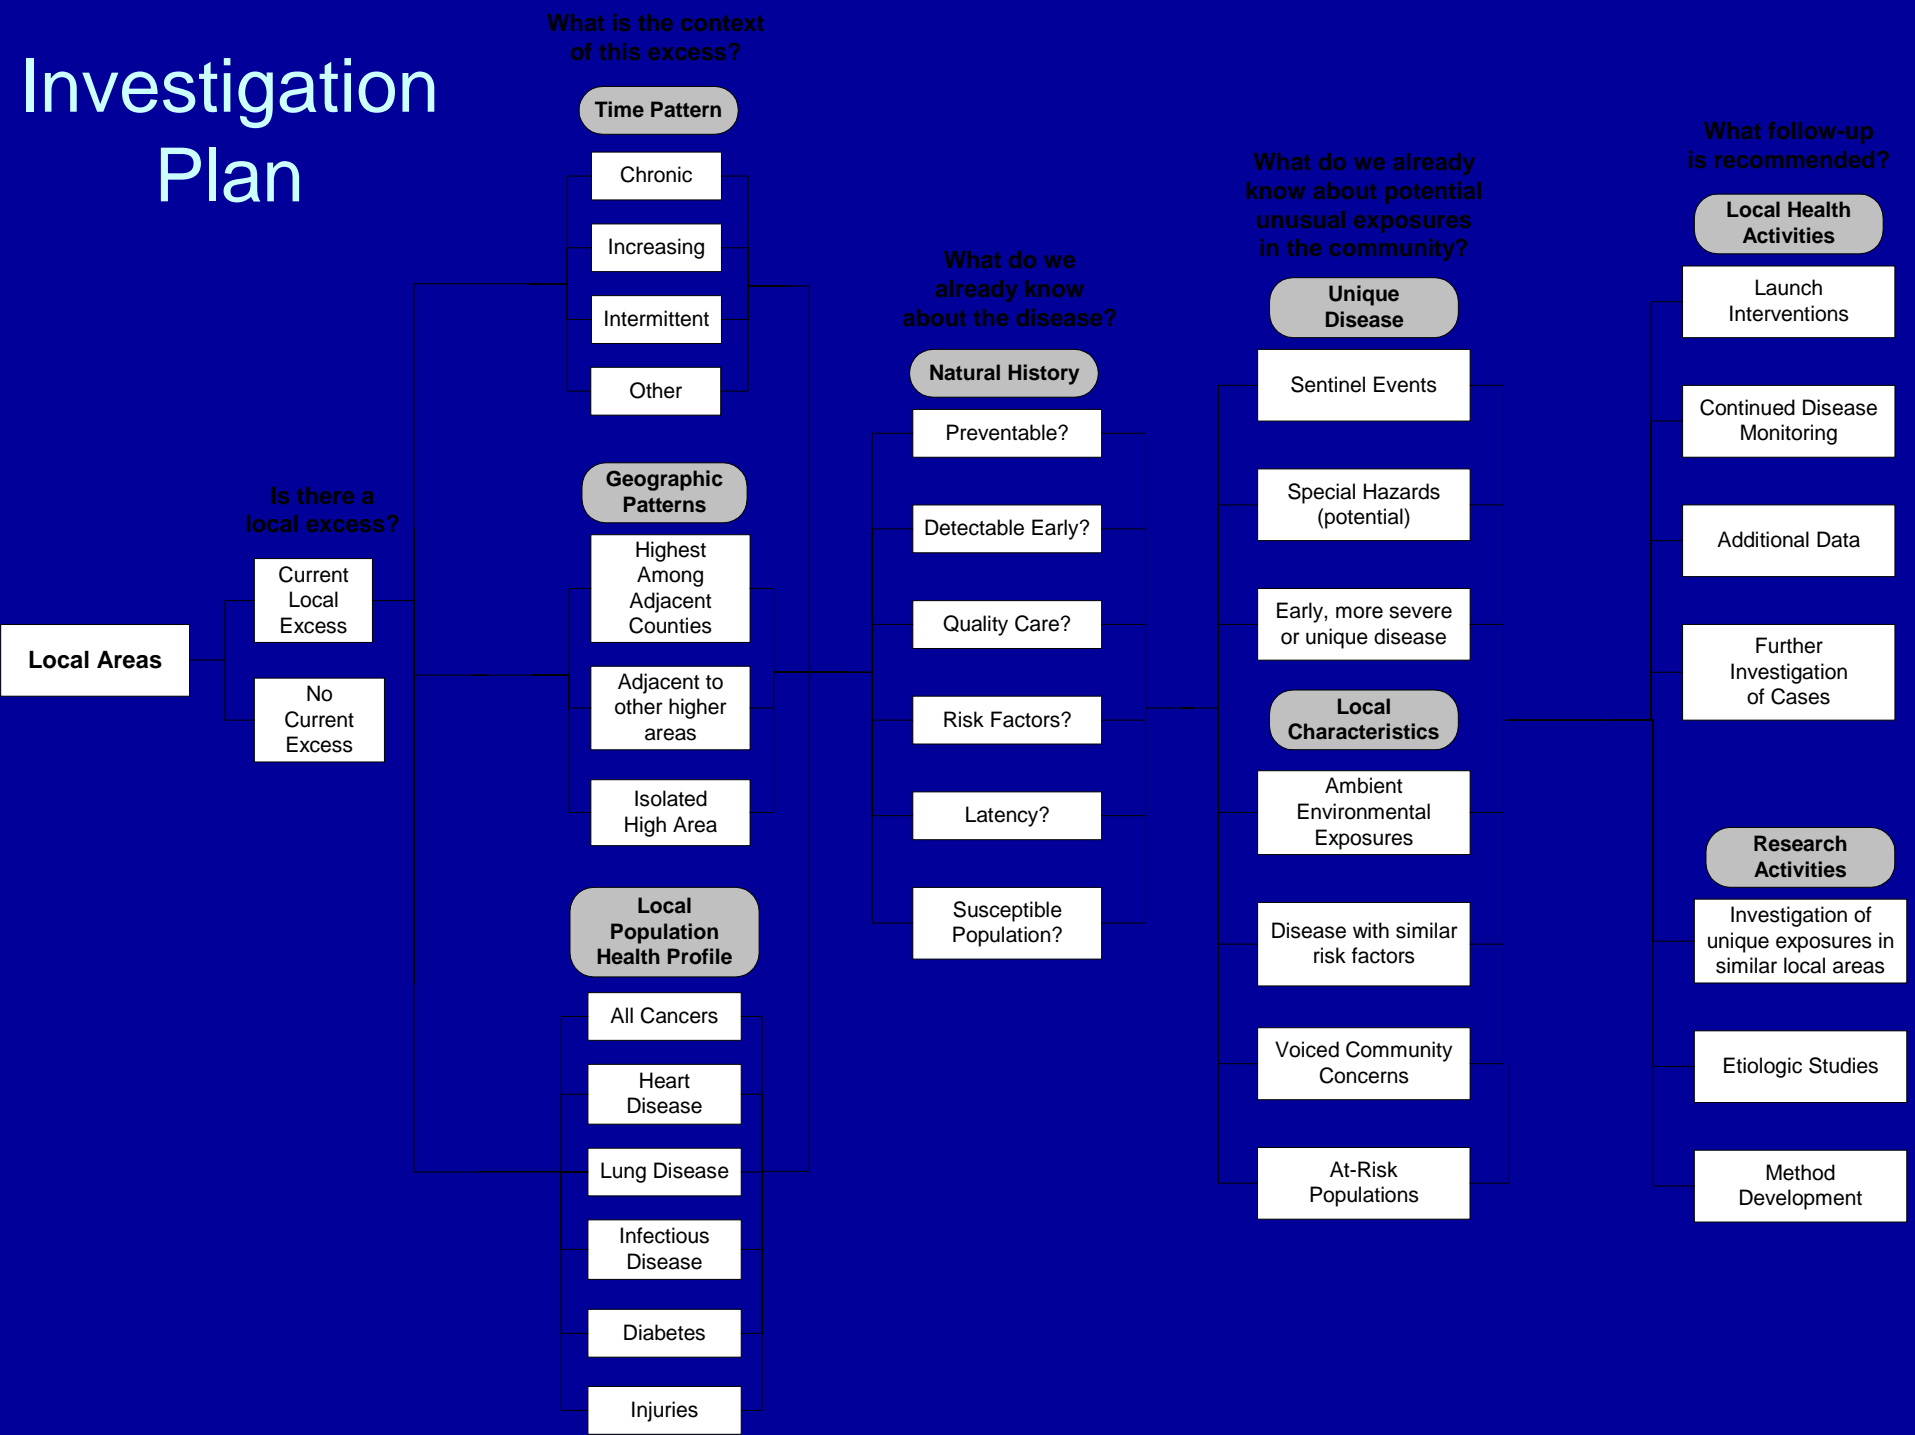 Investigation
Plan
Local Areas
Is there a
local excess?
Current
Local
Excess
No
Current
Excess
What is the context
of this excess?
Time Pattern
Chronic
Increasing
Intermittent
Other
Geographic
Patterns
Highest
Among
Adjacent
Counties
Adjacent to
other higher
areas
Isolated
High Area
Local
Population
Health Profile
All Cancers
Heart
Disease
Lung Disease
Infectious
Disease
Diabetes
Injuries
What do we
already know
about the disease?
Natural History
Preventable?
Detectable Early?
Quality Care?
Risk Factors?
Latency?
Susceptible
Population?
What do we already
know about potential
unusual exposures
in the community?
Unique
Disease
Sentinel Events
Special Hazards
(potential)
Early, more severe
or unique disease
Local
Characteristics
Ambient
Environmental
Exposures
Disease with similar
risk factors
Voiced Community
Concerns
At-Risk
Populations
What follow-up
is recommended?
Local Health
Activities
Launch
Interventions
Continued Disease
Monitoring
Additional Data
Further
Investigation
of Cases
Research
Activities
Investigation of
unique exposures in
similar local areas
Etiologic Studies
Method
Development